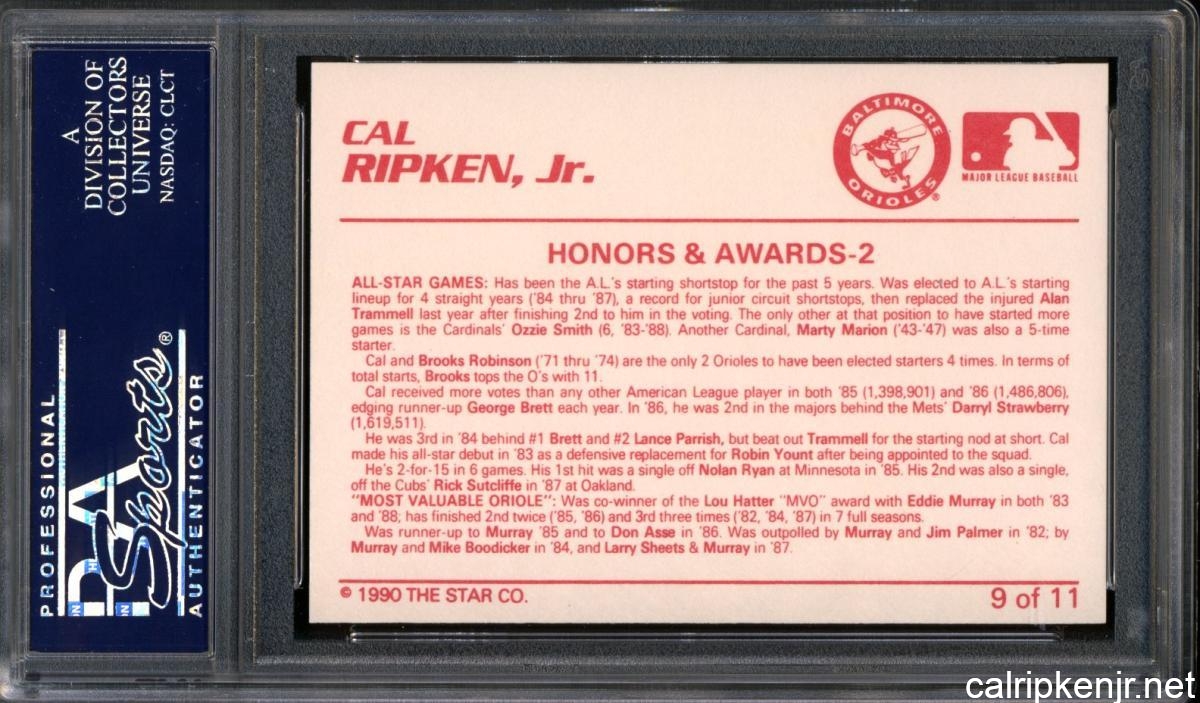 A
DIVISION OF
COLLECTORS
UNIVERSE
NASDAQ: CLCT
PROFESSIONAL
PSA
Sports®
AUTHENTICATOR
CAL
RIPKEN, Jr.
BALTIMORE
ORIOLES
®
MAJOR LEAGUE BASEBALL
HONORS & AWARDS-2
ALL-STAR GAMES: Has been the A.L.'s starting shortstop for the past 5 years. Was elected to A.L.'s starting
lineup for 4 straight years ('84 thru '87), a record for junior circuit shortstops, then replaced the injured Alan
Trammell last year after finishing 2nd to him in the voting. The only other at that position to have started more
games is the Cardinals' Ozzie Smith (6, '83-'88). Another Cardinal, Marty Marion ('43-'47) was also a 5-time
starter.
Cal and Brooks Robinson ('71 thru '74) are the only 2 Orioles to have been elected starters 4 times. In terms of
total starts, Brooks tops the O's with 11.
Cal received more votes than any other American League player in both '85 (1,398,901) and '86 (1,486,806),
edging runner-up George Brett each year. In '86, he was 2nd in the majors behind the Mets' Darryl Strawberry
(1,619,511).
He was 3rd in '84 behind #1 Brett and #2 Lance Parrish, but beat out Trammell for the starting nod at short. Cal
made his all-star debut in '83 as a defensive replacement for Robin Yount after being appointed to the squad.
He's 2-for-15 in 6 games. His 1st hit was a single off Nolan Ryan at Minnesota in '85. His 2nd was also a single,
off the Cubs' Rick Sutcliffe in '87 at Oakland.
"MOST VALUABLE ORIOLE": Was co-winner of the Lou Hatter "MVO" award with Eddie Murray in both '83
and '88; has finished 2nd twice ('85, '86) and 3rd three times ('82, '84, '87) in 7 full seasons.
Was runner-up to Murray '85 and to Don Asse in '86. Was outpolled by Murray and Jim Palmer in '82; by
Murray and Mike Boodicker in '84, and Larry Sheets & Murray in '87.
© 1990 THE STAR CO.
9 of 11
calripkenjr.net